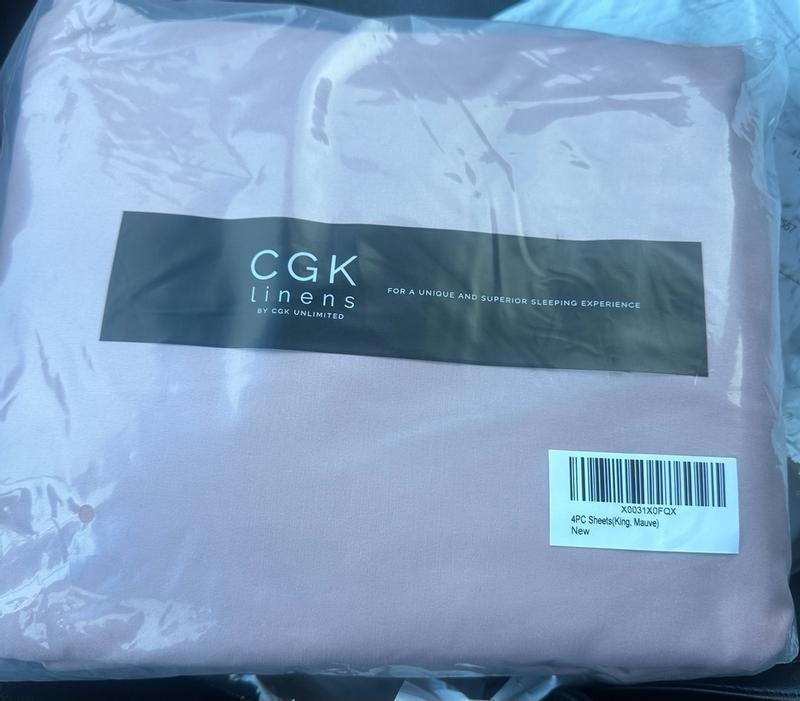 CGK
linens
BY CGK UNLIMITED
FOR A UNIQUE AND SUPERIOR SLEEPING EXPERIENCE
X0031X0FQX
4PC Sheets(King, Mauve)
New